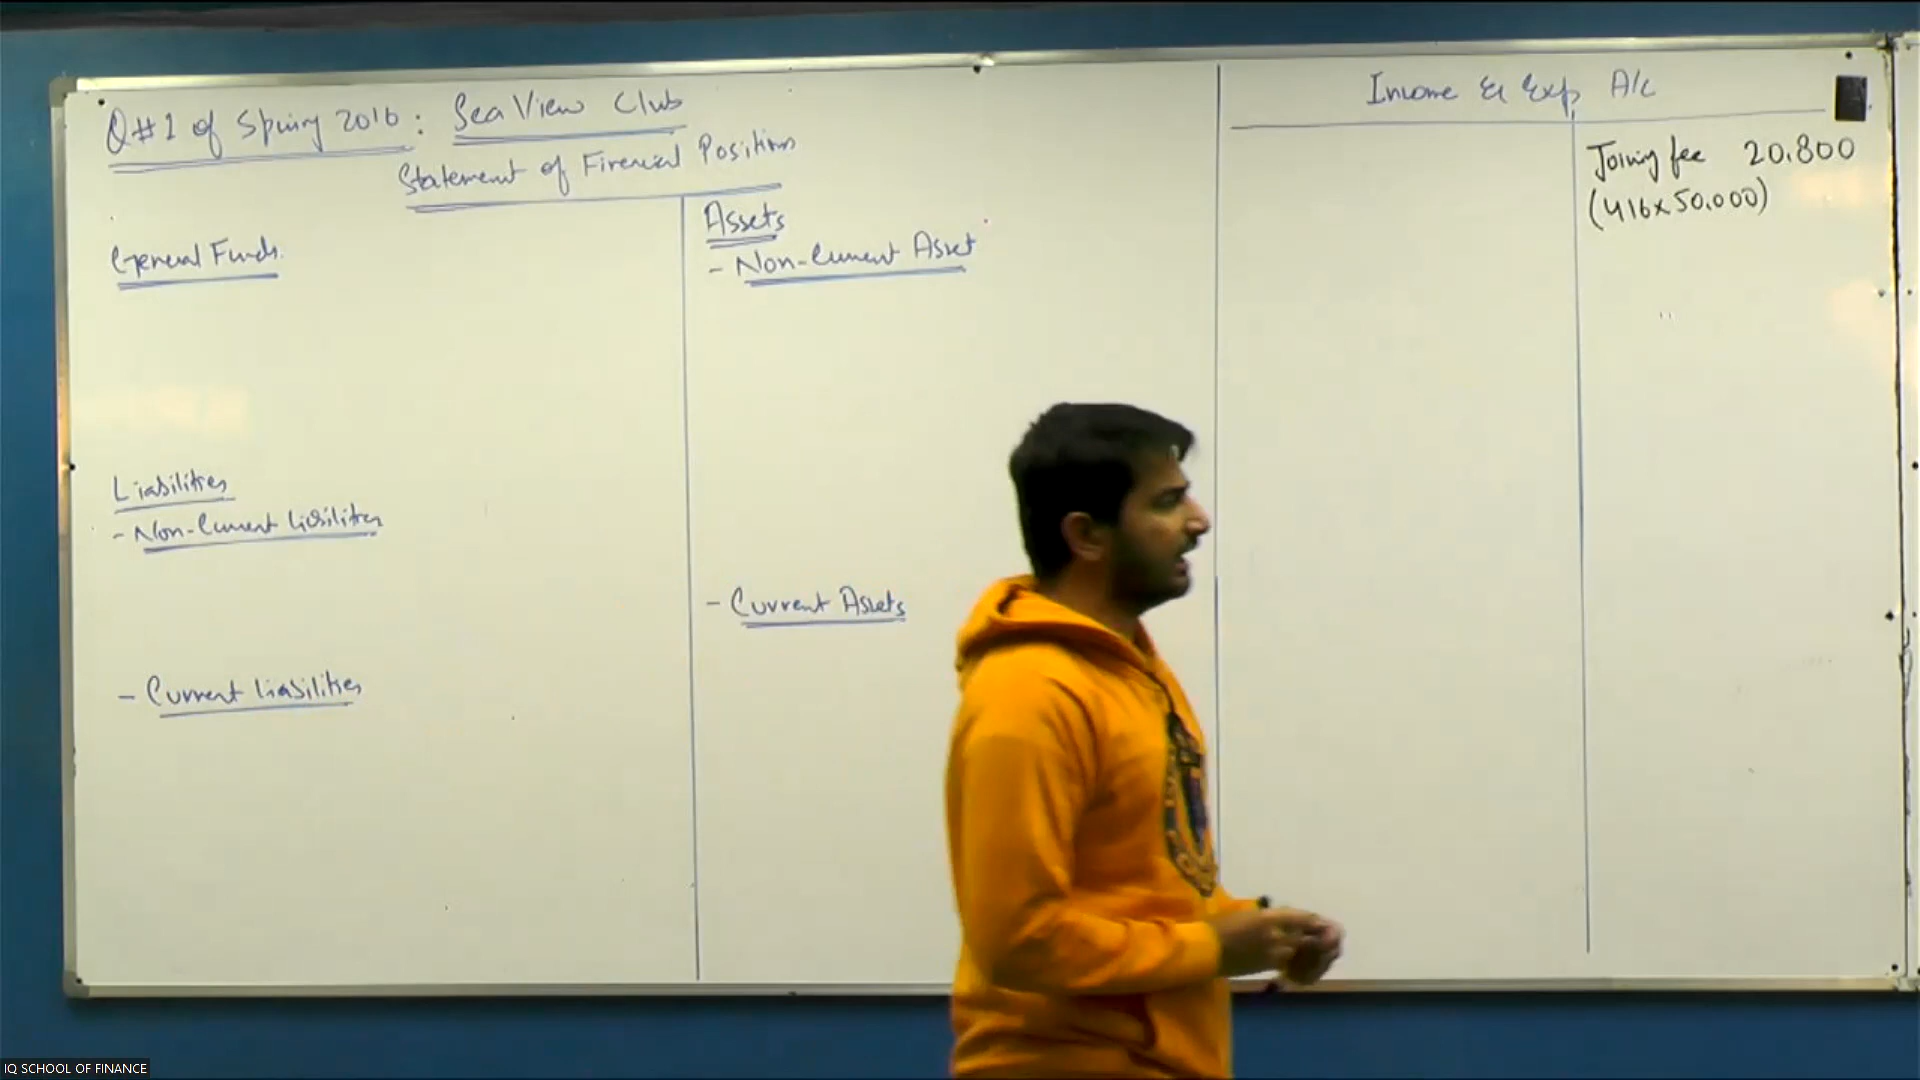 Q#1 of Spring 2016: Sea View Club
Statement of Financial Position
General Funds
Liabilities
- Non-Current Liabilities
- Current Liabilities
Assets
- Non-Current Asset
- Current Assets
Income & Exp A/c
Joining fee 20,800
(416x50,000)
IQ SCHOOL OF FINANCE